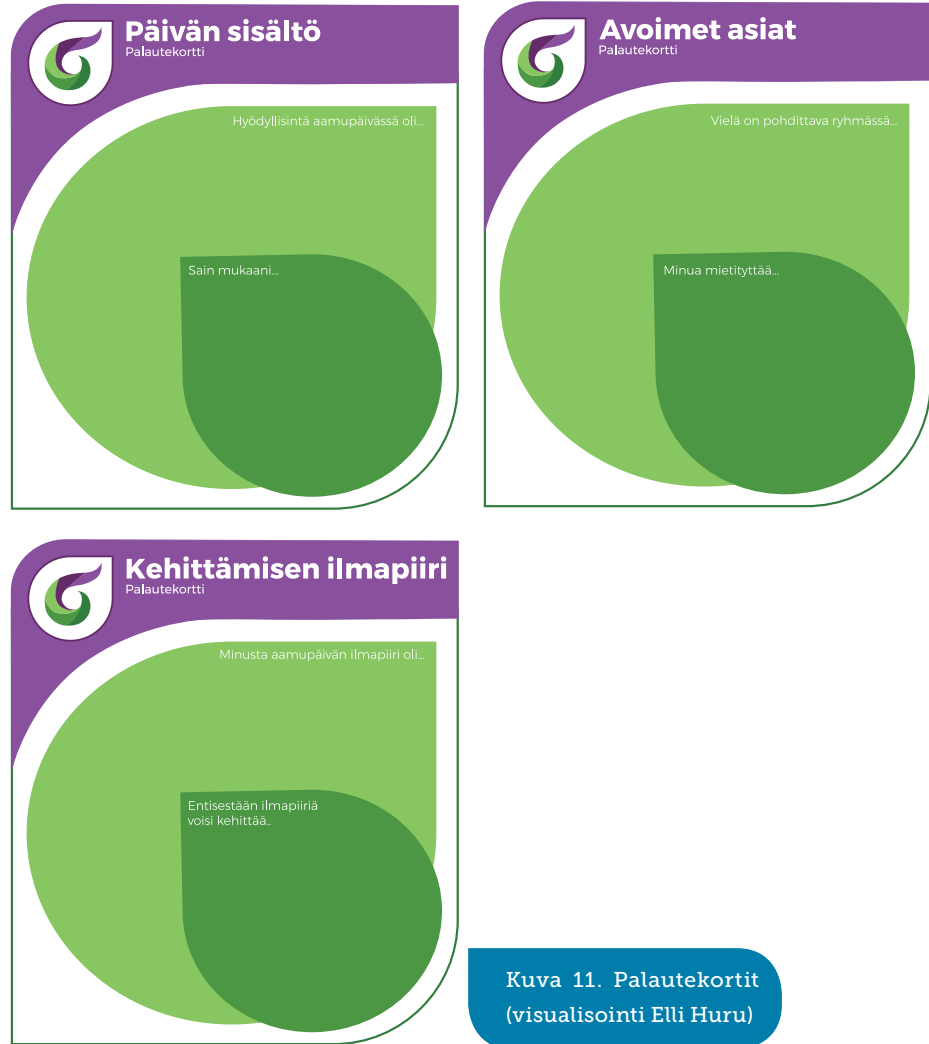 Päivän sisältö
Palautekortti
Hyödyllisintä aamupäivässä oli...
Sain mukaani...
Avoimet asiat
Palautekortti
Vielä on pohdittava ryhmässä...
Minua mietityttää...
Kehittämisen ilmapiiri
Palautekortti
Minusta aamupäivän ilmapiiri oli...
Entisestään ilmapiiriä
voisi kehittää..
Kuva 11. Palautekortit
(visualisointi Elli Huru)